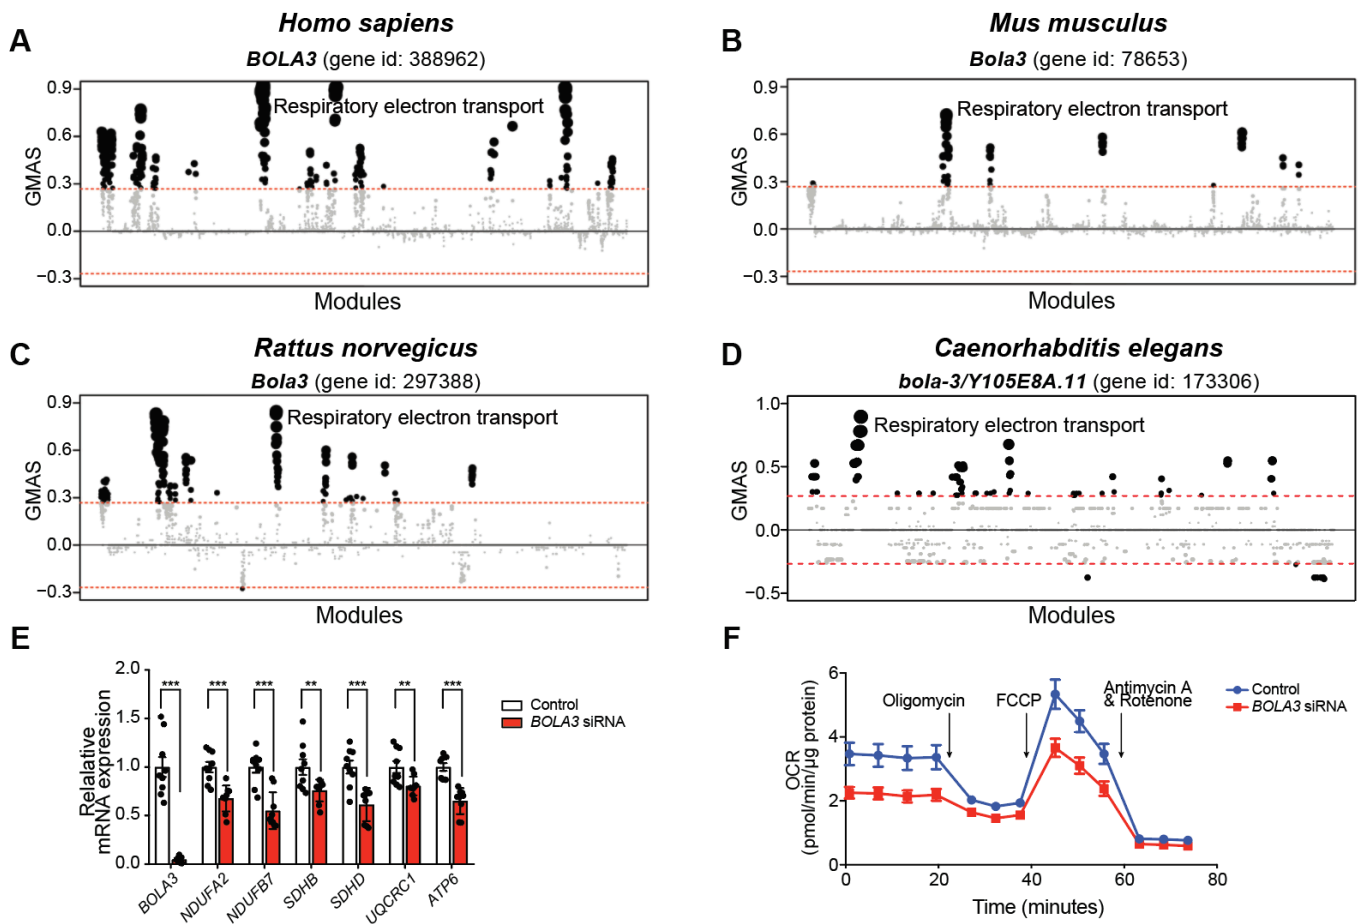 A
Homo sapiens
BOLA3 (gene id: 388962)
0.9
0.6
0.3
0.0
−0.3
GMAS
Respiratory electron transport
Modules
B
Mus musculus
Bola3 (gene id: 78653)
0.9
0.6
0.3
0.0
−0.3
GMAS
Respiratory electron transport
Modules
C
Rattus norvegicus
Bola3 (gene id: 297388)
0.9
0.6
0.3
0.0
−0.3
GMAS
Respiratory electron transport
Modules
D
Caenorhabditis elegans
bola-3/Y105E8A.11 (gene id: 173306)
1.0
0.5
0.0
−0.5
GMAS
Respiratory electron transport
Modules
E
2.0
1.5
1.0
0.5
0.0
Relalative
mRNA expression
*** *** *** ** *** ** ***
Control
BOLA3 siRNA
BOLA3
NDUFA2
NDUFB7
SDHB
SDHD
UQCRC1
ATP6
F
6
4
2
0
OCR
(pmol/min/µg protein)
Oligomycin
FCCP
Antimycin A
& Rotenone
Control
BOLA3 siRNA
0 20 40 60 80
Time (minutes)